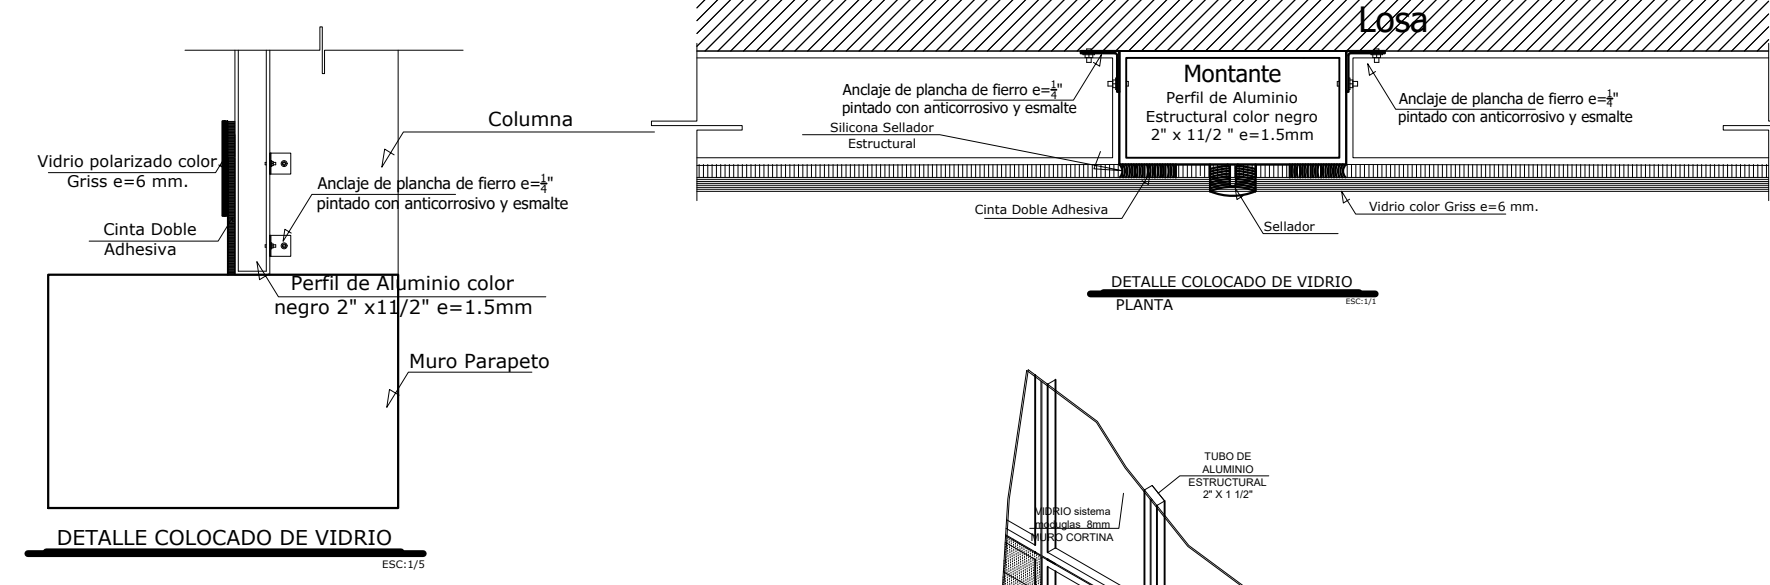 Columna
Vidrio polarizado color
Griss e=6 mm.
Anclaje de plancha de fierro e=1/4"
pintado con anticorrosivo y esmalte
Cinta Doble
Adhesiva
Perfil de Aluminio color
negro 2" x11/2" e=1.5mm
Muro Parapeto
DETALLE COLOCADO DE VIDRIO
ESC:1/5
Losa
Anclaje de plancha de fierro e=1/4"
pintado con anticorrosivo y esmalte
Silicona Sellador
Estructural
Montante
Perfil de Aluminio
Estructural color negro
2" x 11/2 " e=1.5mm
Anclaje de plancha de fierro e=1/4"
pintado con anticorrosivo y esmalte
Cinta Doble Adhesiva
Sellador
Vidrio color Griss e=6 mm.
DETALLE COLOCADO DE VIDRIO
PLANTA
ESC:1/1
TUBO DE
ALUMINIO
ESTRUCTURAL
2" X 1 1/2"
VIDRIO sistema
moduglas 8mm
MURO CORTINA